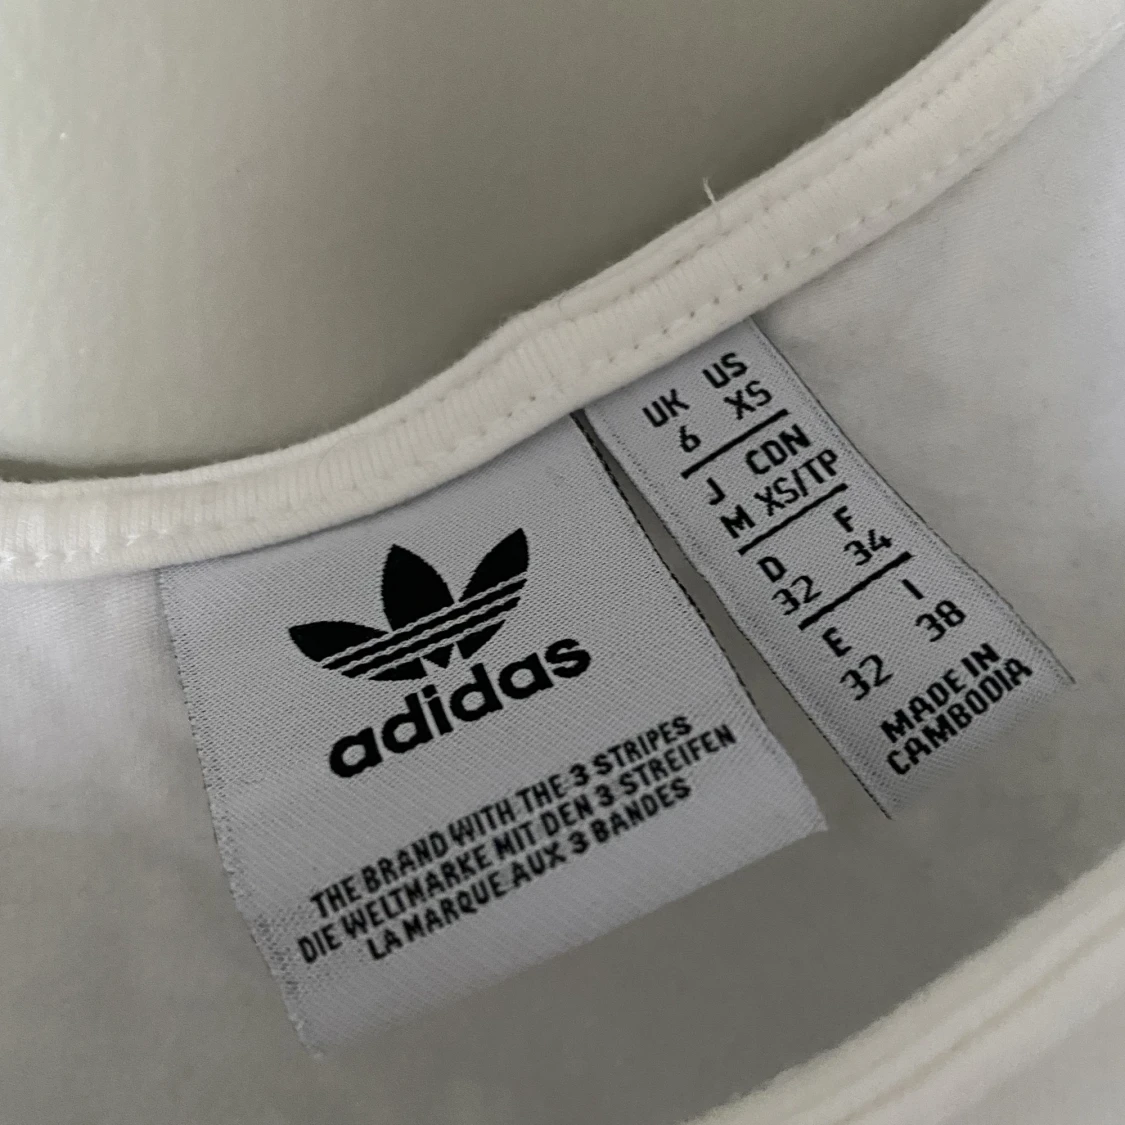 adidas
THE BRAND WITH THE 3 STRIPES
DIE WELTMARKE MIT DEN 3 STREIFEN
LA MARQUE AUX 3 BANDES
UK US
6 XS
J CDN
M XS/TP
D F
32 34
E I
32 38
MADE IN
CAMBODIA